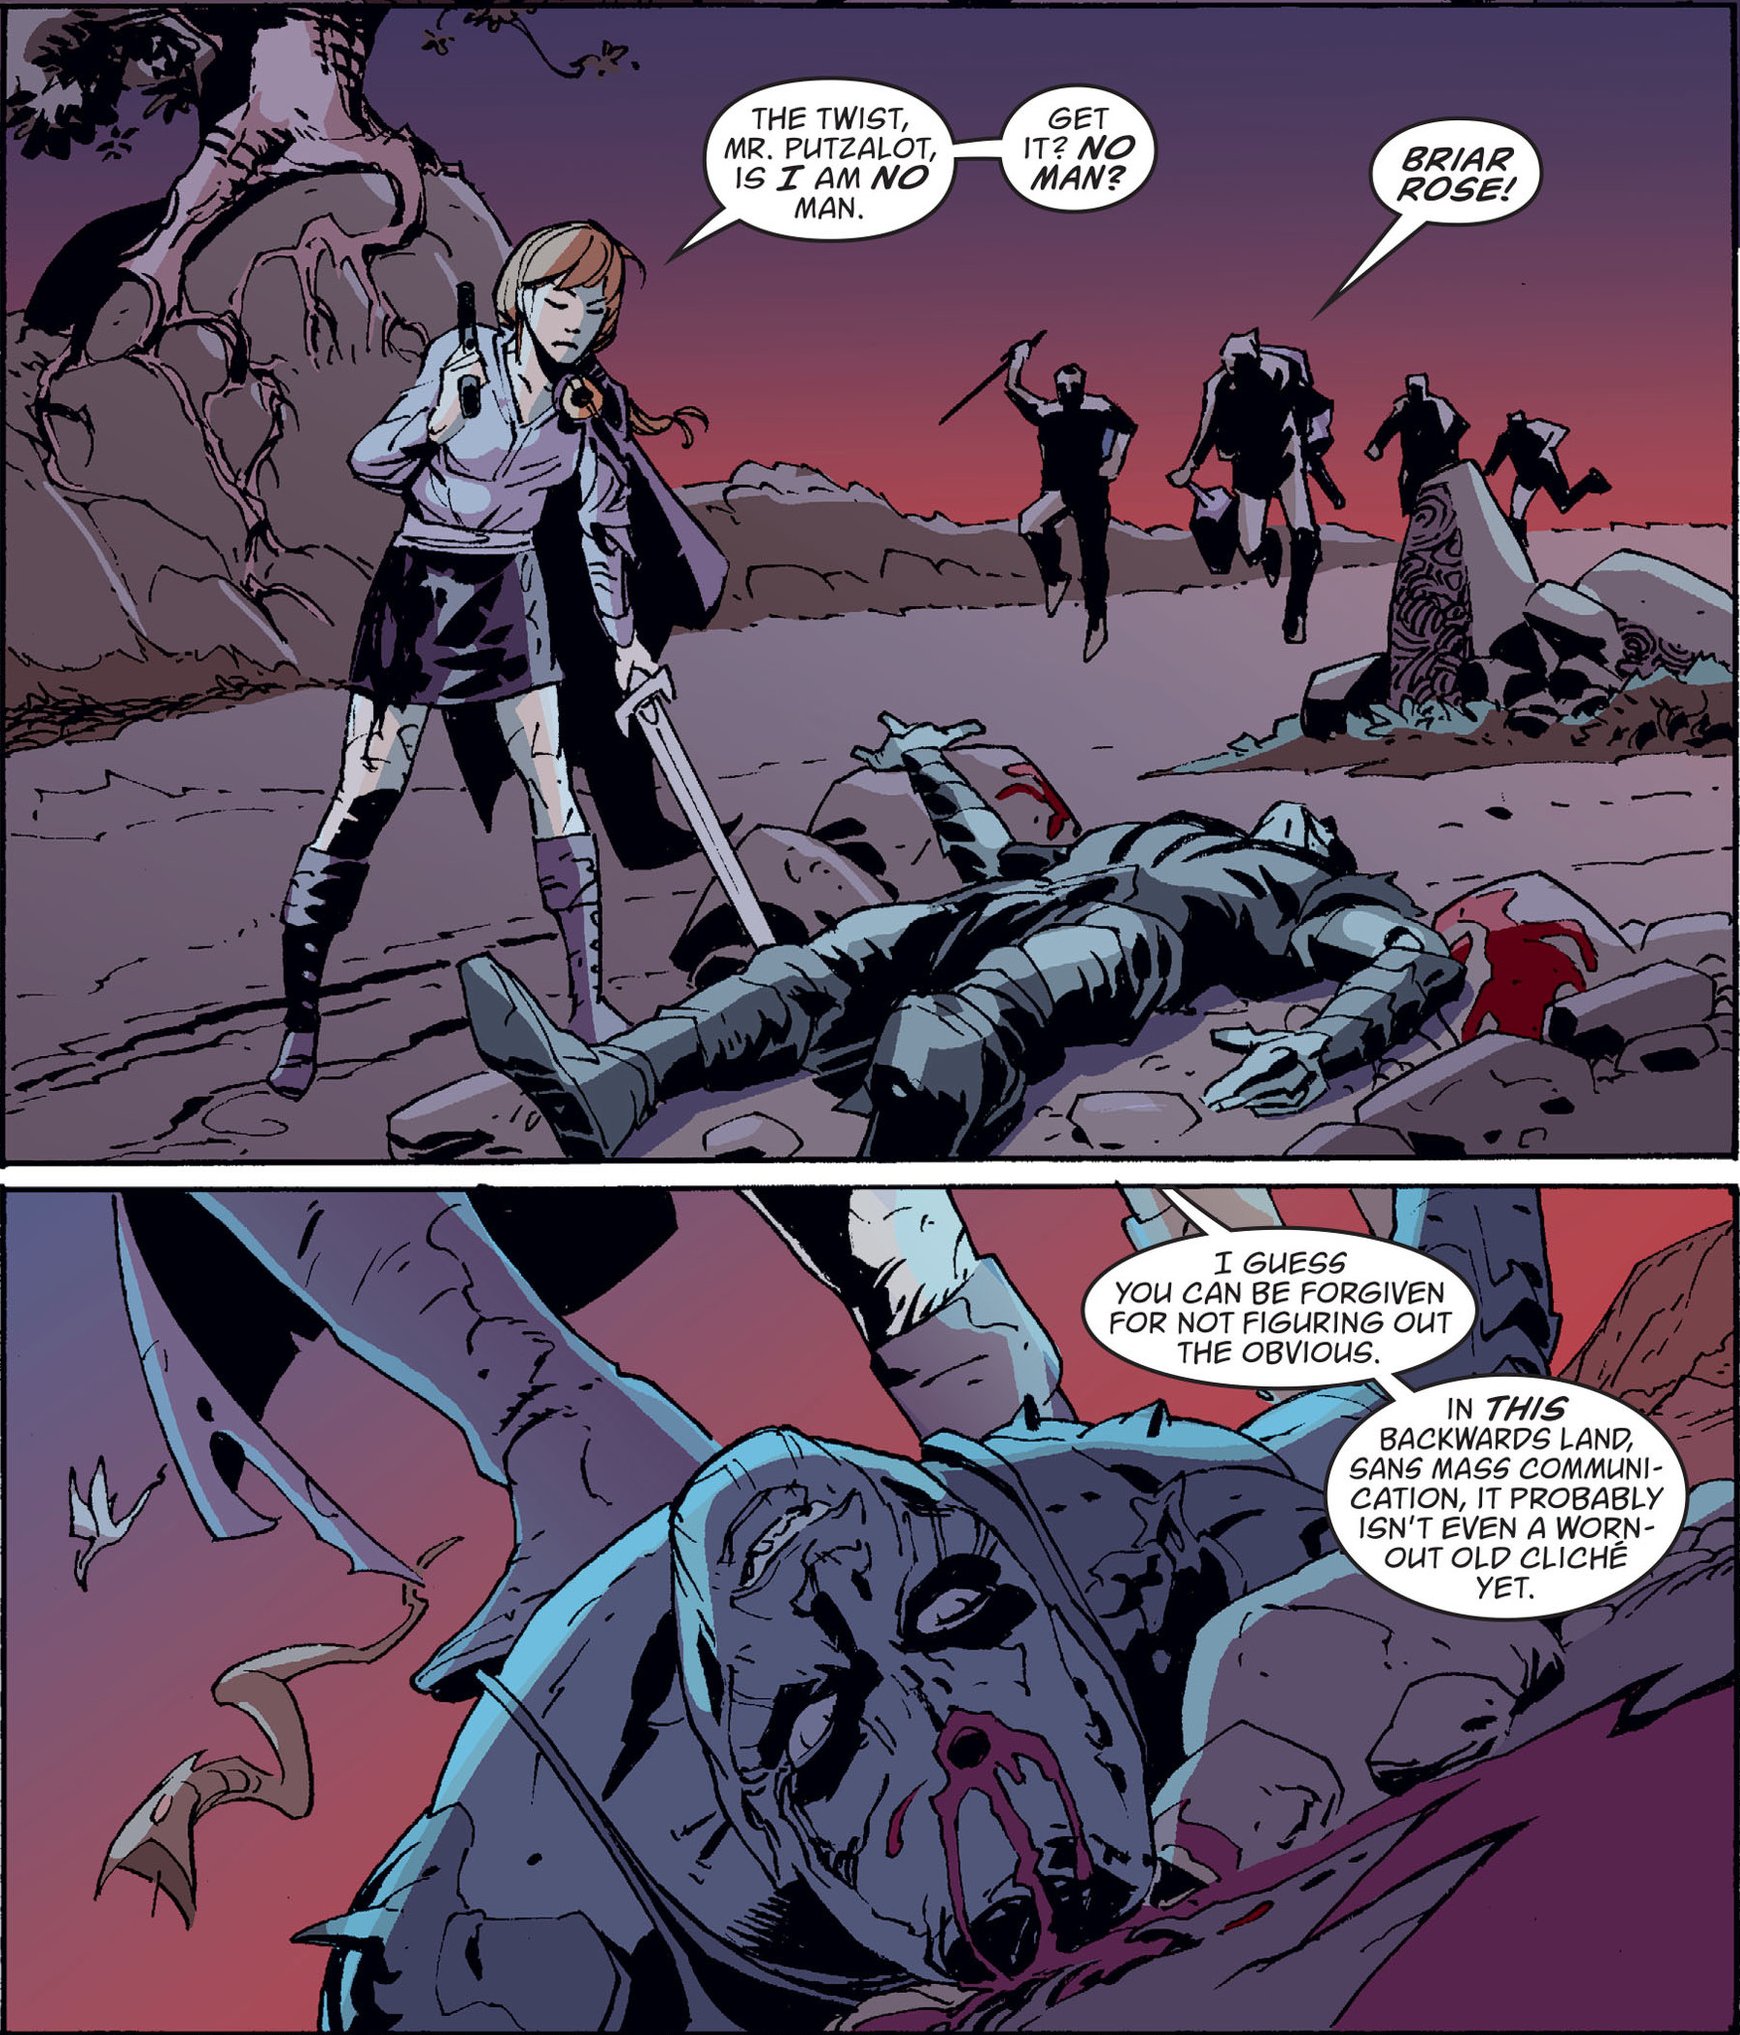 THE TWIST,
MR. PUTZALOT,
IS I AM NO
MAN.
GET
IT? NO
MAN?
BRIAR
ROSE!
I GUESS
YOU CAN BE FORGIVEN
FOR NOT FIGURING OUT
THE OBVIOUS.
IN THIS
BACKWARDS LAND,
SANS MASS COMMUNI-
CATION, IT PROBABLY
ISN'T EVEN A WORN-
OUT OLD CLICHÉ
YET.